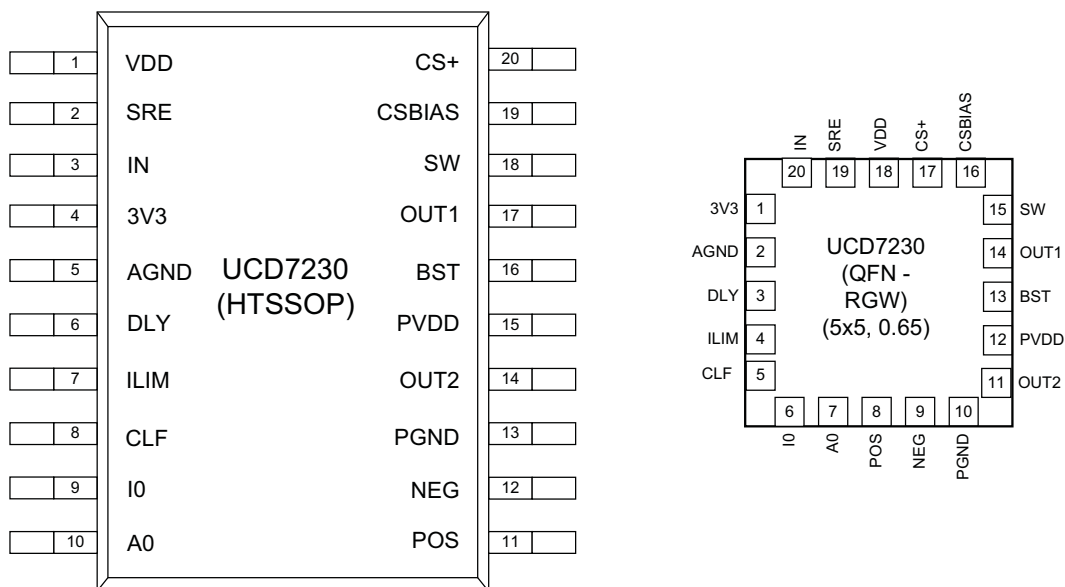 1 VDD CS+ 20
2 SRE CSBIAS 19
3 IN SW 18
4 3V3 OUT1 17
5 AGND BST 16
6 DLY PVDD 15
7 ILIM OUT2 14
8 CLF PGND 13
9 I0 NEG 12
10 A0 POS 11
UCD7230
(HTSSOP)
IN SRE VDD CS+ CSBIAS
20 19 18 17 16
3V3 1 15 SW
AGND 2 14 OUT1
DLY 3 13 BST
ILIM 4 12 PVDD
CLF 5 11 OUT2
UCD7230
(QFN -
RGW)
(5x5, 0.65)
6 7 8 9 10
I0 A0 POS NEG PGND